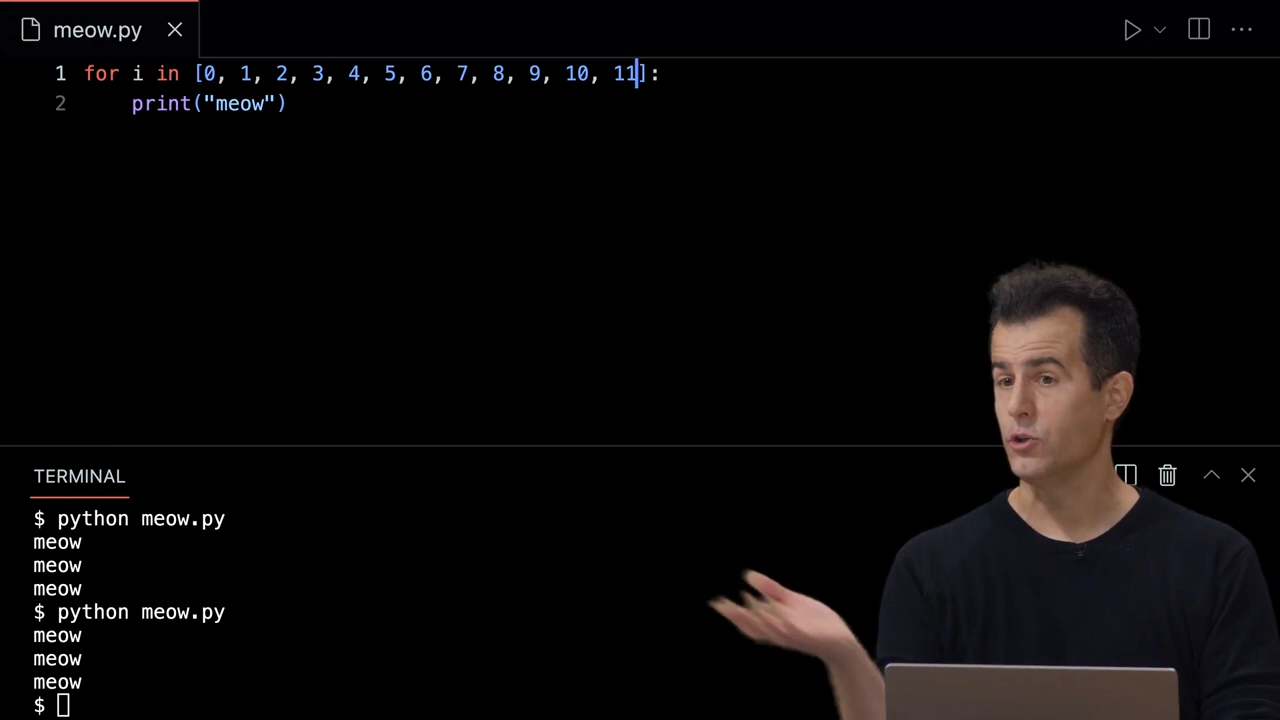 meow.py
1 for i in [0, 1, 2, 3, 4, 5, 6, 7, 8, 9, 10, 11]:
2     print("meow")
TERMINAL
$ python meow.py
meow
meow
meow
$ python meow.py
meow
meow
meow
$